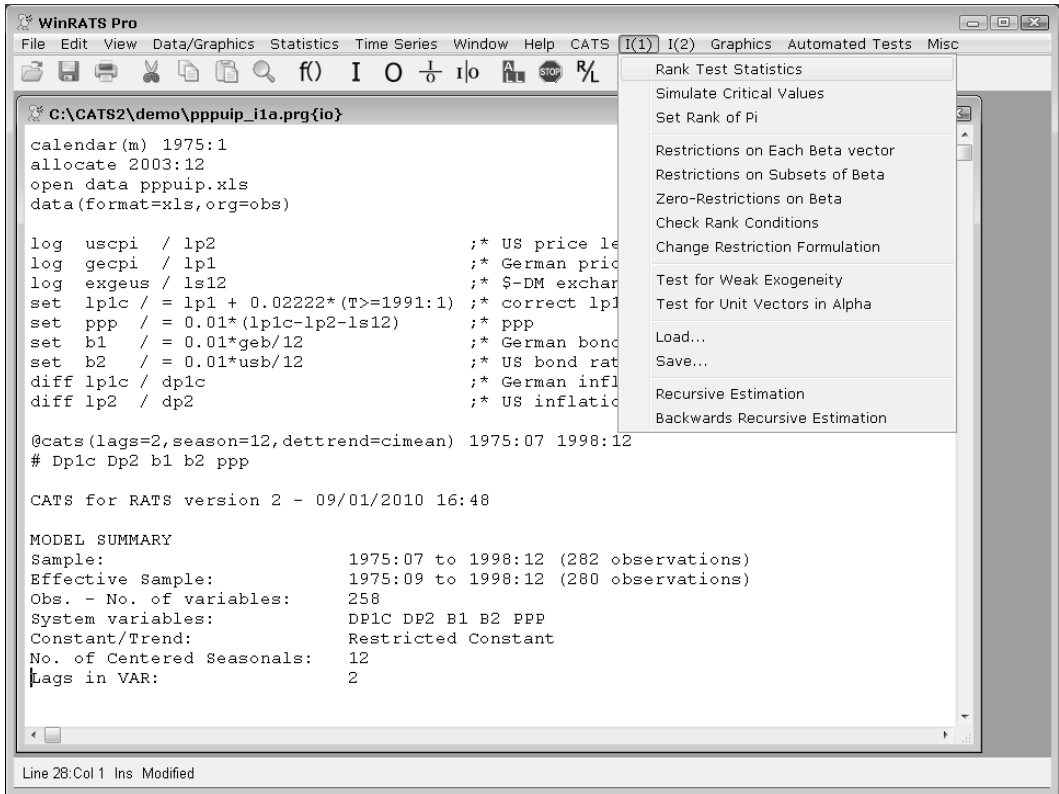 WinRATS Pro
File Edit View Data/Graphics Statistics Time Series Window Help CATS I(1) I(2) Graphics Automated Tests Misc
f() I O I/O I|O ALL STOP R/L
C:\CATS2\demo\pppuip_i1a.prg{io}
calendar(m) 1975:1
allocate 2003:12
open data pppuip.xls
data(format=xls,org=obs)
log uscpi / lp2 ;* US price le
log gecpi / lp1 ;* German pric
log exgeus / ls12 ;* $-DM exchan
set lp1c / = lp1 + 0.02222*(T>=1991:1) ;* correct lp1
set ppp / = 0.01*(lp1c-lp2-ls12) ;* ppp
set b1 / = 0.01*geb/12 ;* German bond
set b2 / = 0.01*usb/12 ;* US bond rat
diff lp1c / dp1c ;* German infl
diff lp2 / dp2 ;* US inflatio
@cats(lags=2,season=12,dettrend=cimean) 1975:07 1998:12
# Dp1c Dp2 b1 b2 ppp
CATS for RATS version 2 - 09/01/2010 16:48
MODEL SUMMARY
Sample: 1975:07 to 1998:12 (282 observations)
Effective Sample: 1975:09 to 1998:12 (280 observations)
Obs. - No. of variables: 258
System variables: DP1C DP2 B1 B2 PPP
Constant/Trend: Restricted Constant
No. of Centered Seasonals: 12
Lags in VAR: 2
Rank Test Statistics
Simulate Critical Values
Set Rank of Pi
Restrictions on Each Beta vector
Restrictions on Subsets of Beta
Zero-Restrictions on Beta
Check Rank Conditions
Change Restriction Formulation
Test for Weak Exogeneity
Test for Unit Vectors in Alpha
Load...
Save...
Recursive Estimation
Backwards Recursive Estimation
Line 28:Col 1 Ins Modified